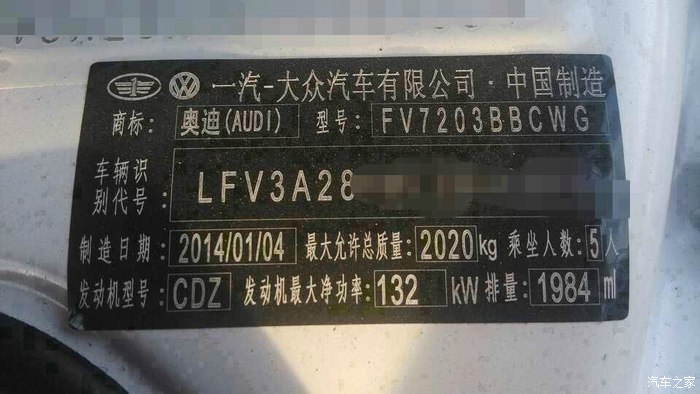 一汽-大众汽车有限公司·中国制造
商标: 奥迪(AUDI) 型号: FV7203BBCWG
车辆识
别代号: LFV3A28
制造日期: 2014/01/04 最大允许总质量: 2020kg 乘坐人数: 5人
发动机型号: CDZ 发动机最大净功率: 132 kW 排量: 1984 ml
汽车之家